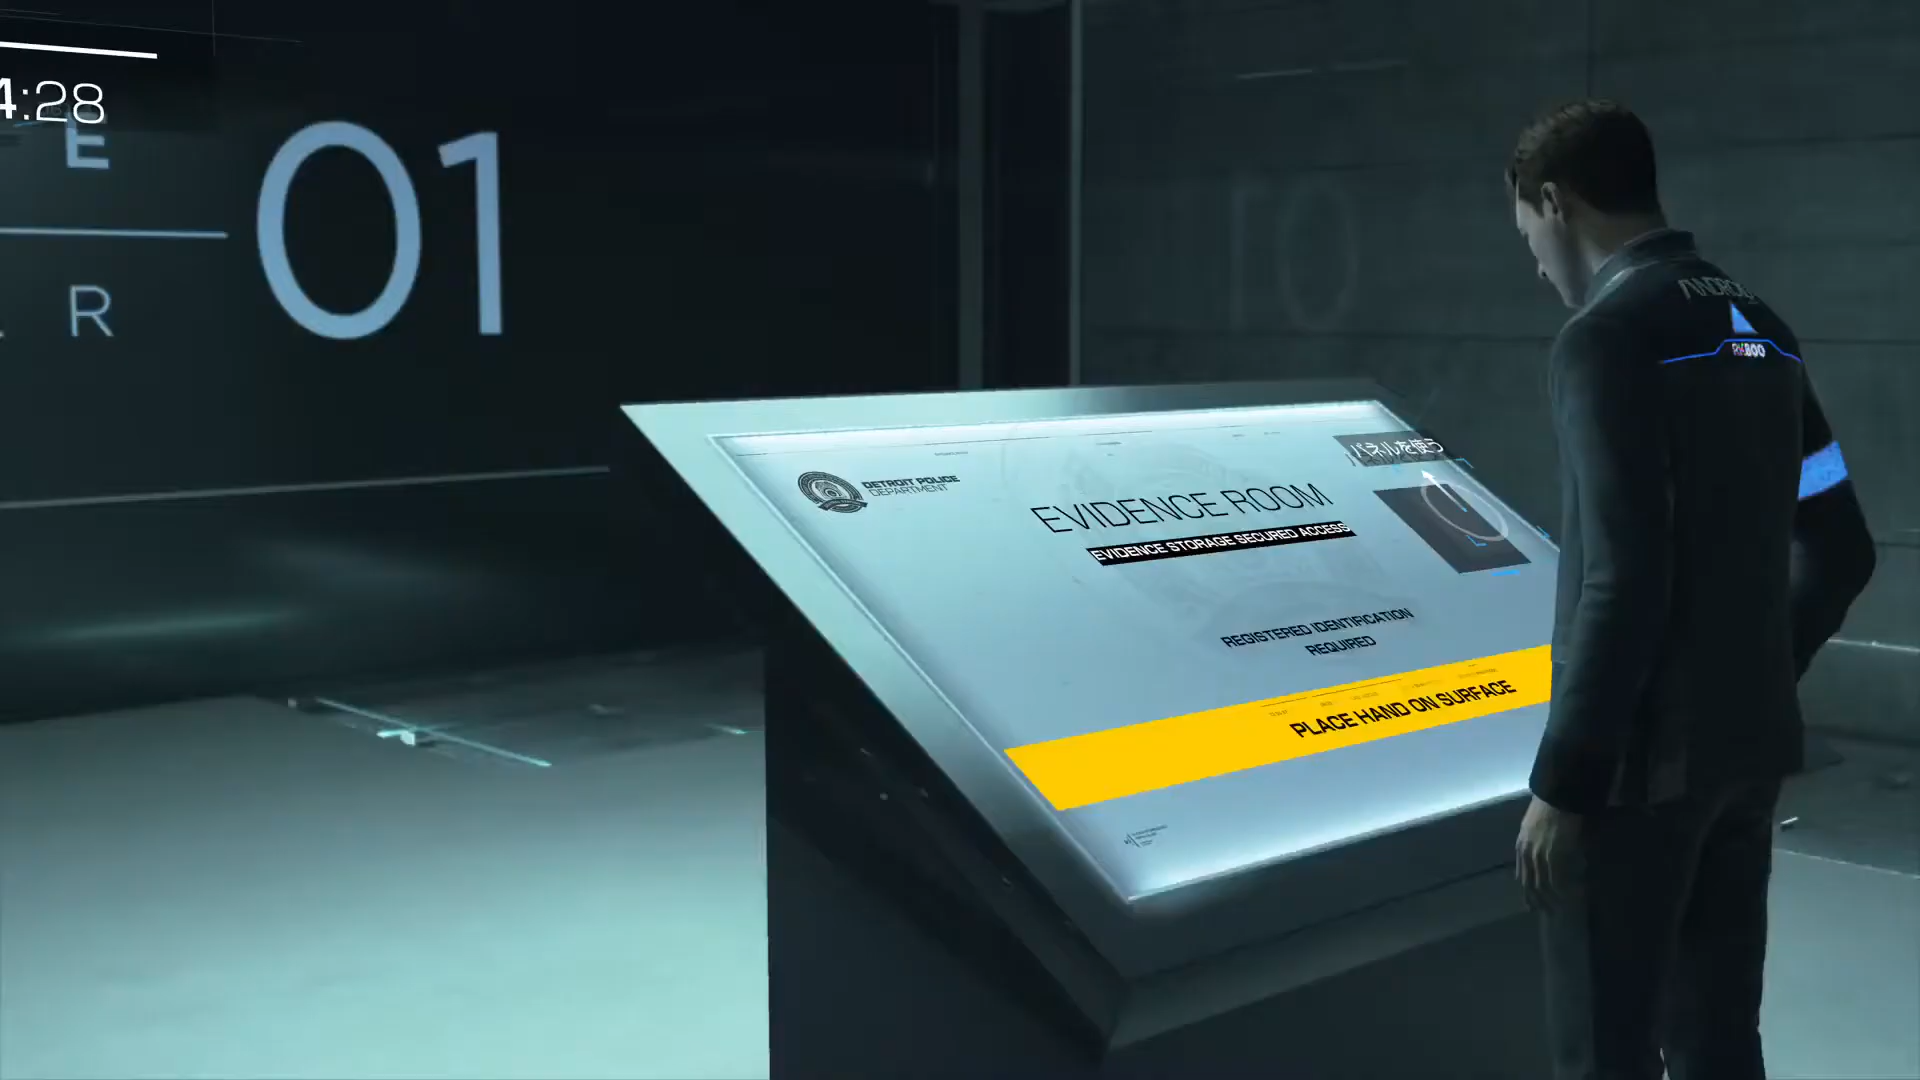 4:28
E
R
01
DETROIT POLICE
DEPARTMENT
EVIDENCE ROOM
EVIDENCE STORAGE SECURED ACCESS
パネルを使う
REGISTERED IDENTIFICATION
REQUIRED
PLACE HAND ON SURFACE
ANDROID
RK800